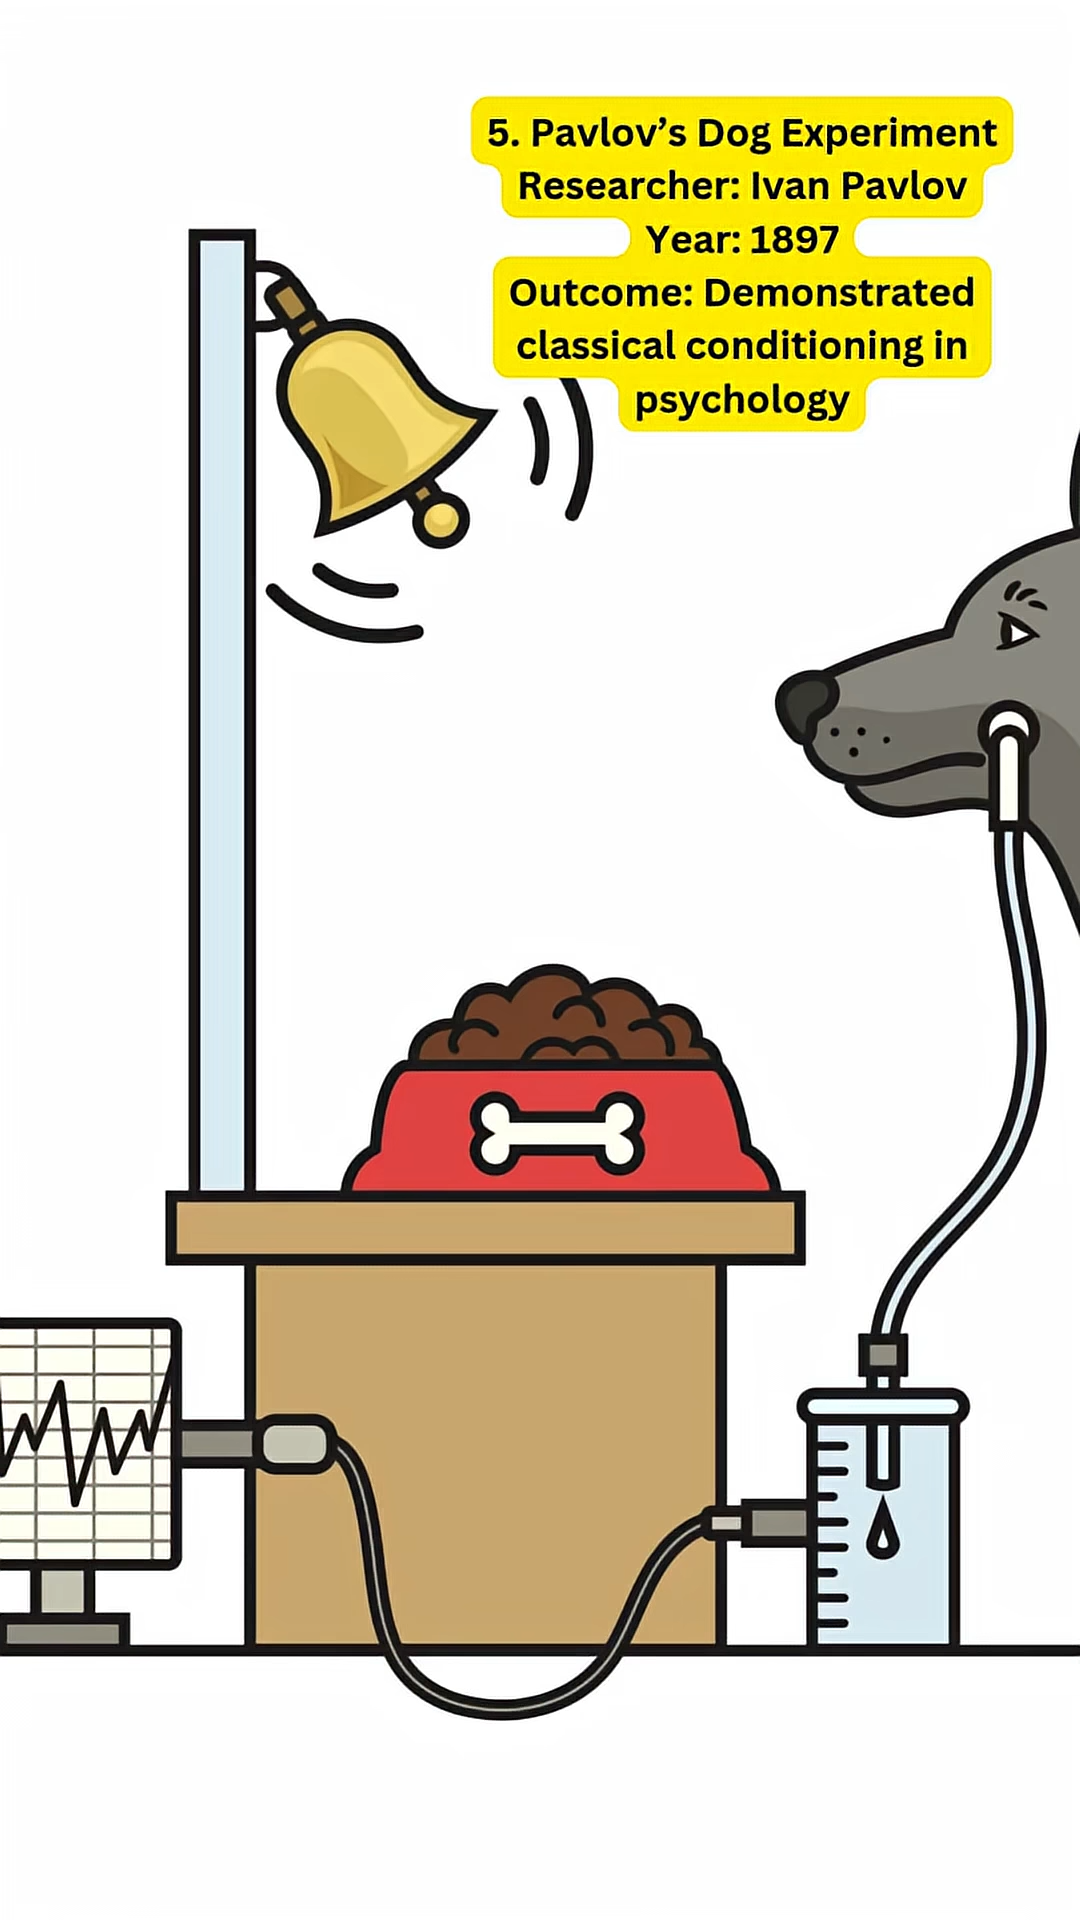 5. Pavlov’s Dog Experiment
Researcher: Ivan Pavlov
Year: 1897
Outcome: Demonstrated
classical conditioning in
psychology